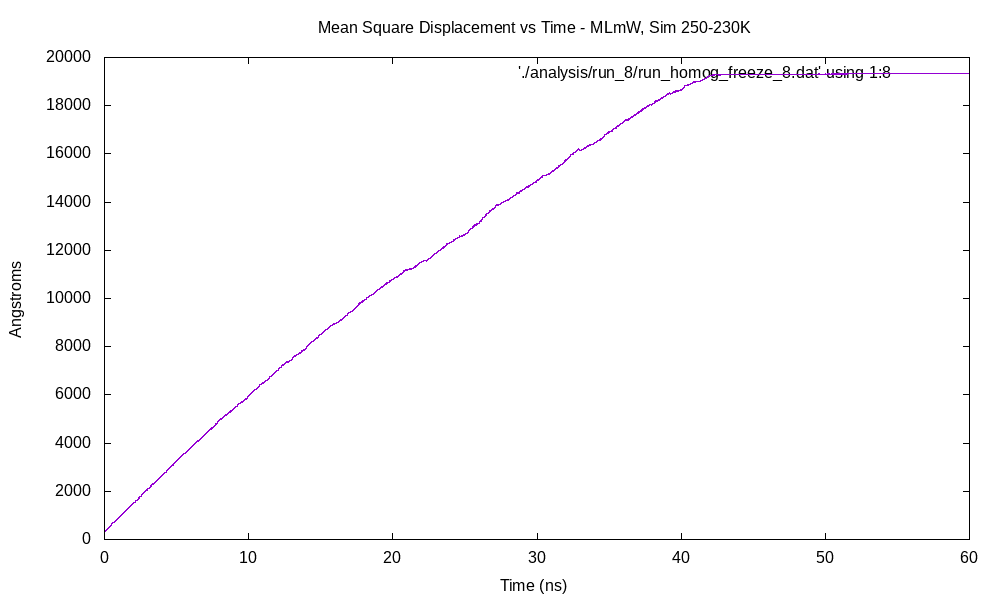 Mean Square Displacement vs Time - MLmW, Sim 250-230K
20000
'./analysis/run_8/run_homog_freeze_8.dat' using 1:8
18000
16000
14000
12000
10000
8000
6000
4000
2000
0
Angstroms
0 10 20 30 40 50 60
Time (ns)